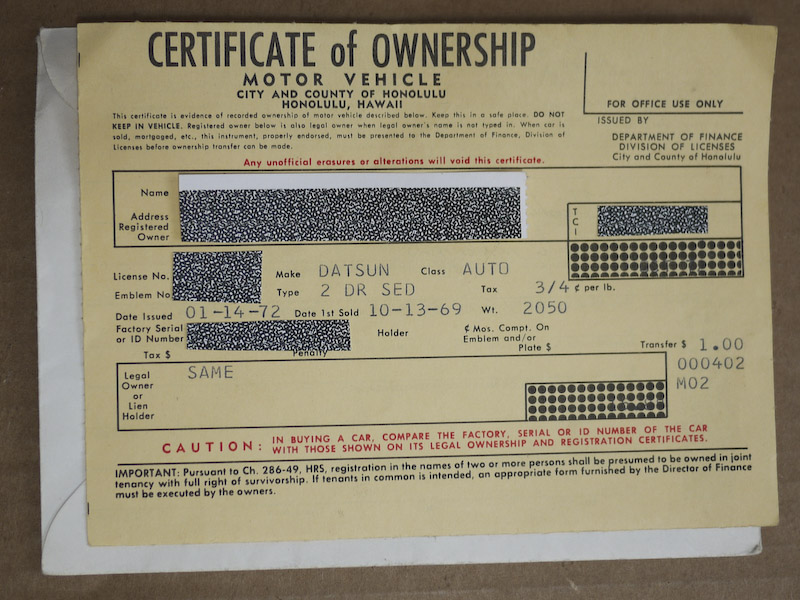 CERTIFICATE of OWNERSHIP
MOTOR VEHICLE
CITY AND COUNTY OF HONOLULU
HONOLULU, HAWAII
FOR OFFICE USE ONLY
ISSUED BY
DEPARTMENT OF FINANCE
DIVISION OF LICENSES
City and County of Honolulu
This certificate is evidence of recorded ownership of motor vehicle described below. Keep this in a safe place. DO NOT
KEEP IN VEHICLE. Registered owner below is also legal owner when legal owner's name is not typed in. When car is
sold, mortgaged, etc., this instrument, properly endorsed, must be presented to the Department of Finance, Division of
Licenses before ownership transfer can be made.
Any unofficial erasures or alterations will void this certificate.
Name
Address
Registered
Owner
T
C
I
License No. Make DATSUN Class AUTO
Emblem No. Type 2 DR SED Tax 3/4 ¢ per lb.
Date Issued 01-14-72 Date 1st Sold 10-13-69 Wt. 2050
Factory Serial
or ID Number
Holder
¢ Mos. Compt. On
Emblem and/or
Plate $
Tax $ Penalty Transfer $ 1.00
000402
M02
Legal
Owner
or
Lien
Holder
SAME
CAUTION: IN BUYING A CAR, COMPARE THE FACTORY, SERIAL OR ID NUMBER OF THE CAR
WITH THOSE SHOWN ON ITS LEGAL OWNERSHIP AND REGISTRATION CERTIFICATES.
IMPORTANT: Pursuant to Ch. 286-49, HRS, registration in the names of two or more persons shall be presumed to be owned in joint
tenancy with full right of survivorship. If tenants in common is intended, an appropriate form furnished by the Director of Finance
must be executed by the owners.